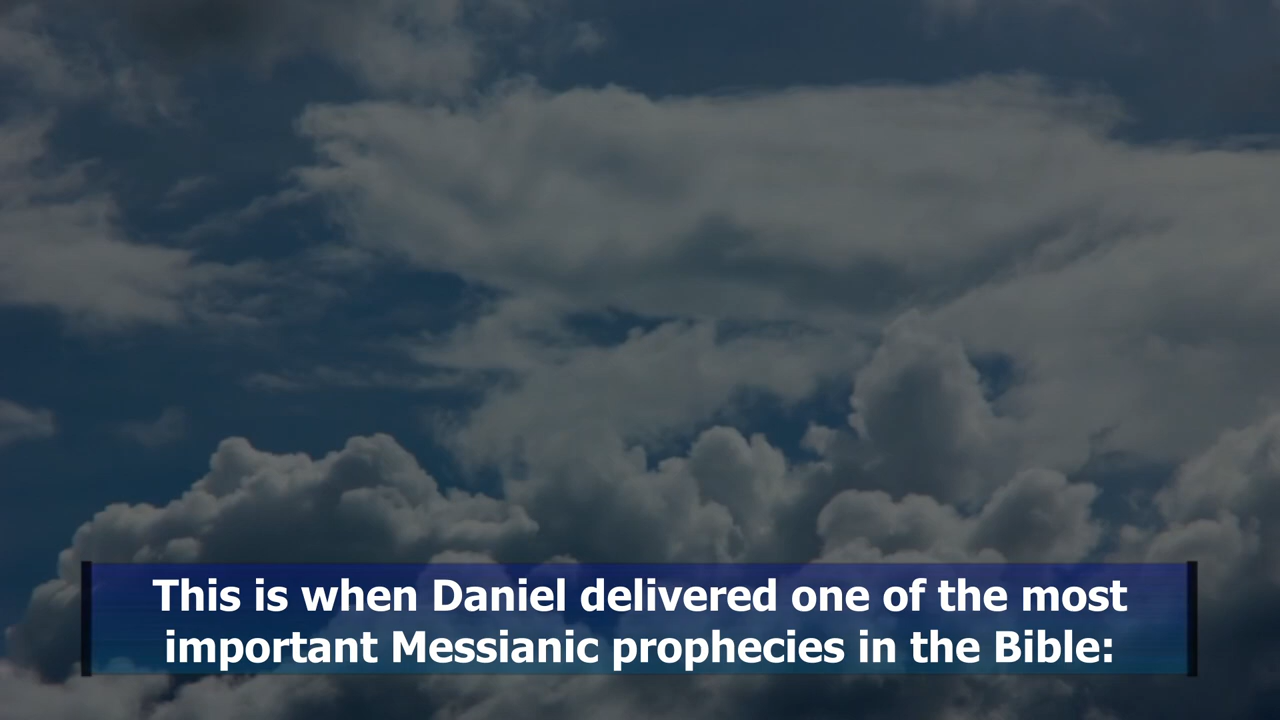 This is when Daniel delivered one of the most
important Messianic prophecies in the Bible: